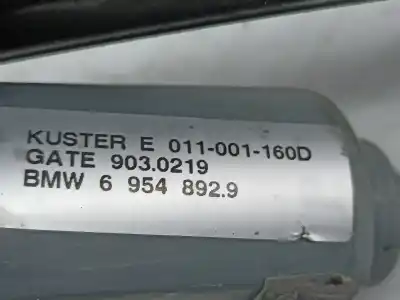 KUSTER E 011-001-160D
GATE 903.0219
BMW 6 954 892.9